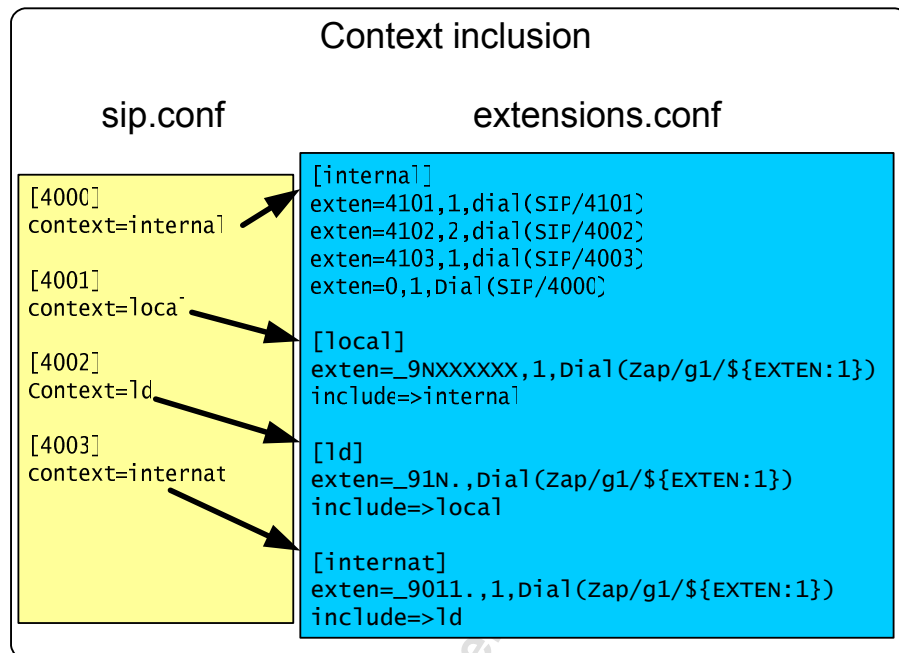 Context inclusion
sip.conf
extensions.conf
[4000]
context=internal
[4001]
context=local
[4002]
Context=ld
[4003]
context=internat
[internal]
exten=4101,1,dial(SIP/4101)
exten=4102,2,dial(SIP/4002)
exten=4103,1,dial(SIP/4003)
exten=0,1,Dial(SIP/4000)
[local]
exten=_9NXXXXXX,1,Dial(Zap/g1/${EXTEN:1})
include=>internal
[ld]
exten=_91N.,Dial(Zap/g1/${EXTEN:1})
include=>local
[internat]
exten=_9011.,1,Dial(Zap/g1/${EXTEN:1})
include=>ld